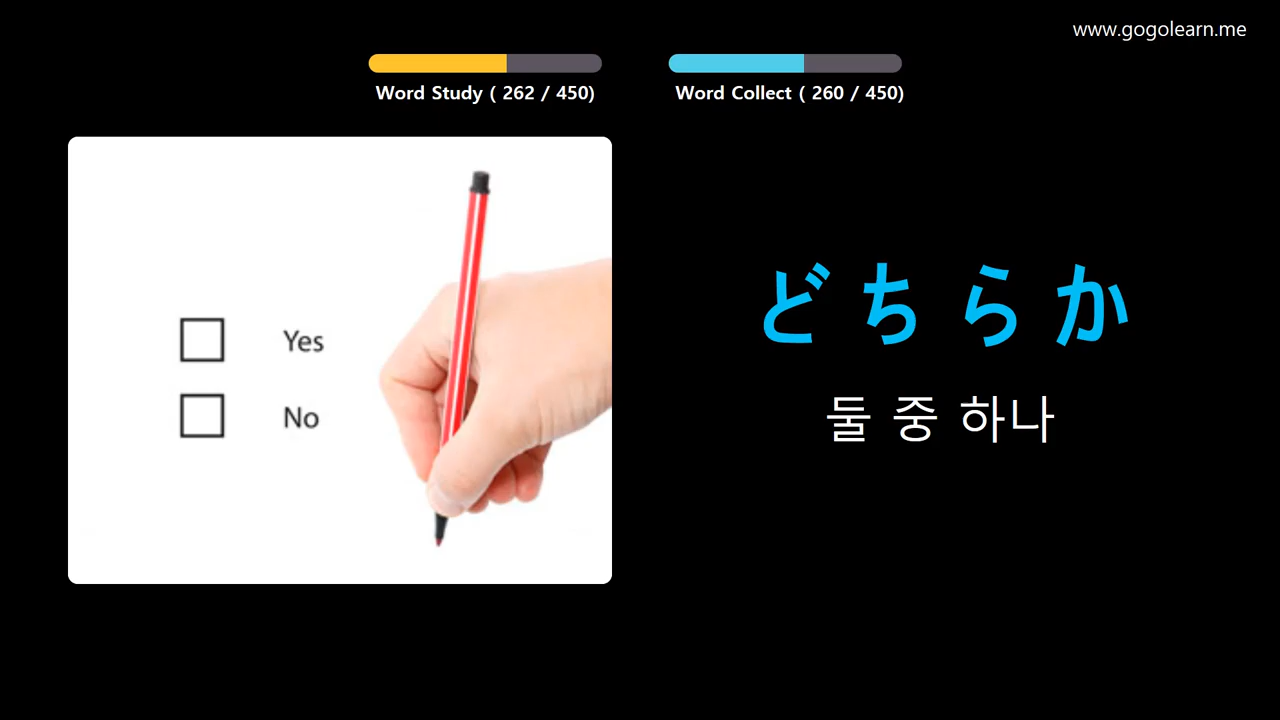 www.gogolearn.me
Word Study ( 262 / 450)
Word Collect ( 260 / 450)
Yes
No
どちらか
둘 중 하나